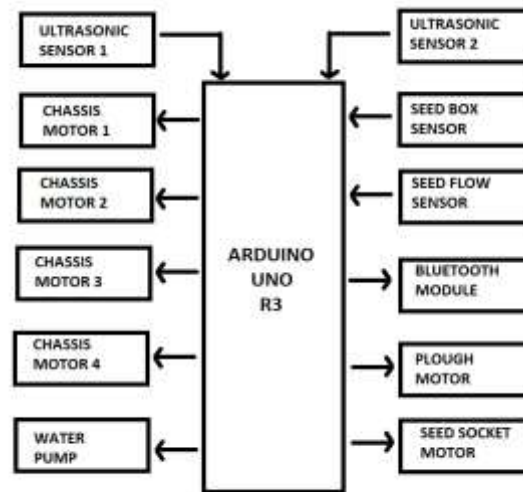 ULTRASONIC
SENSOR 1
CHASSIS
MOTOR 1
CHASSIS
MOTOR 2
CHASSIS
MOTOR 3
CHASSIS
MOTOR 4
WATER
PUMP
ARDUINO
UNO
R3
ULTRASONIC
SENSOR 2
SEED BOX
SENSOR
SEED FLOW
SENSOR
BLUETOOTH
MODULE
PLOUGH
MOTOR
SEED SOCKET
MOTOR